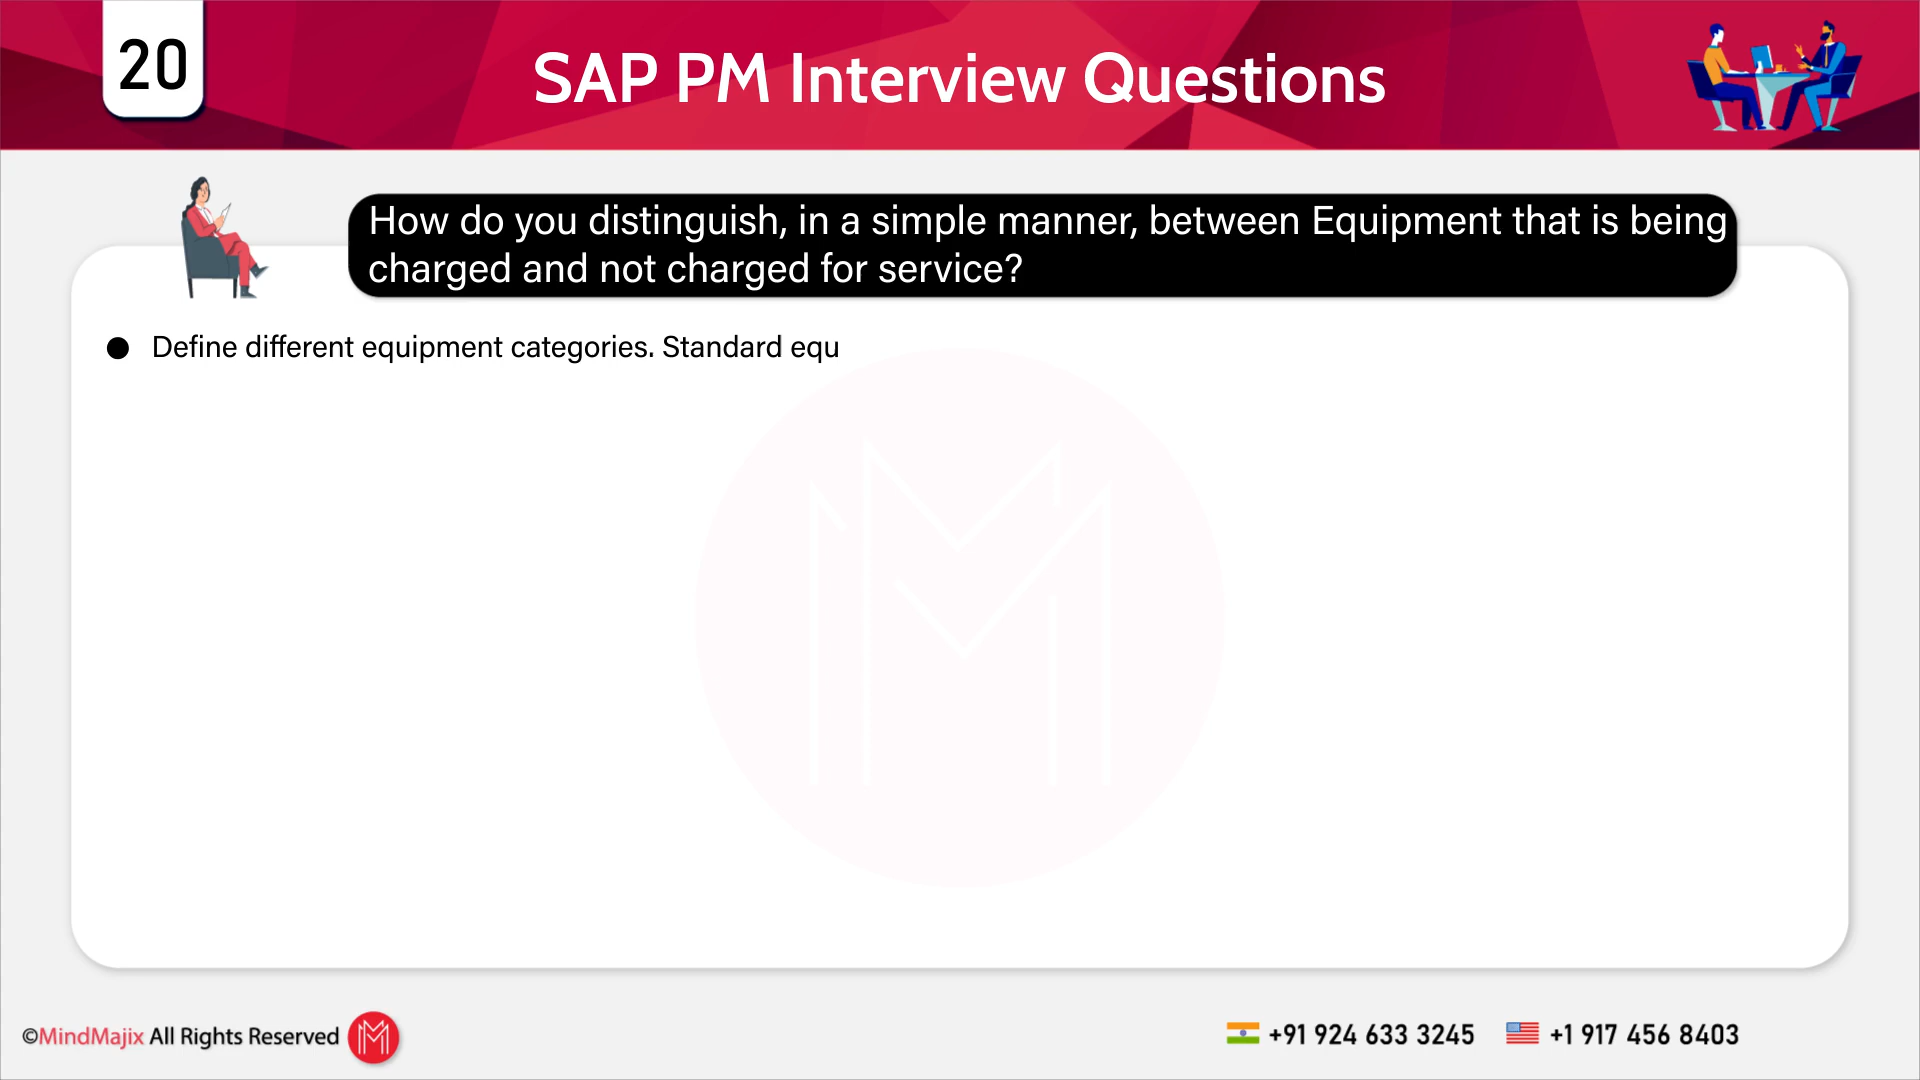 20
SAP PM Interview Questions
How do you distinguish, in a simple manner, between Equipment that is being
charged and not charged for service?
● Define different equipment categories. Standard equ
©MindMajix All Rights Reserved
+91 924 633 3245
+1 917 456 8403